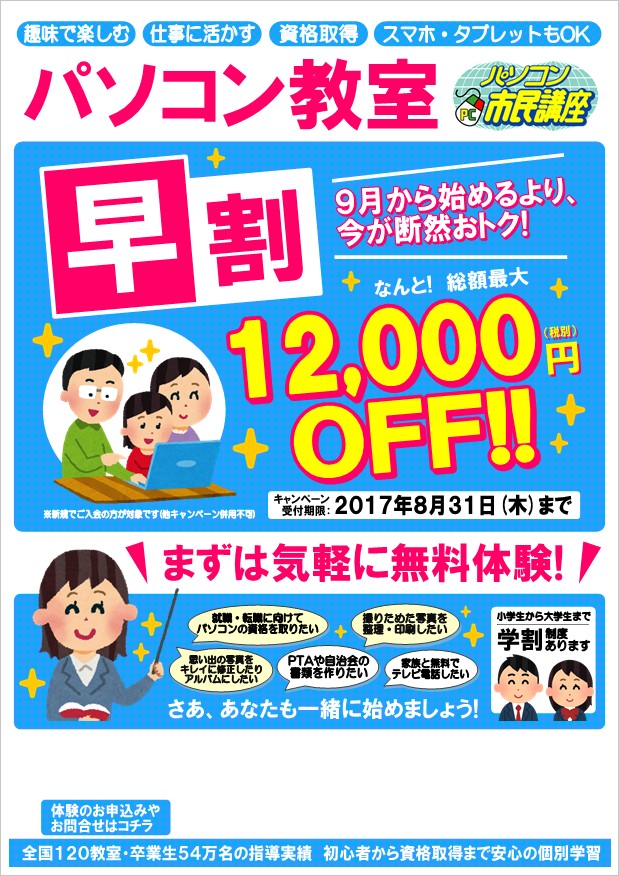 趣味で楽しむ 仕事に活かす 資格取得 スマホ・タブレットもOK
パソコン教室
パソコン
PC 市民講座
早割
9月から始めるより、
今が断然おトク!
なんと! 総額最大
12,000円(税別)
OFF!!
キャンペーン
受付期限: 2017年8月31日(木)まで
※新規でご入会の方が対象です(他キャンペーン併用不可)
まずは気軽に無料体験!
就職・転職に向けて
パソコンの資格を取りたい
撮りためた写真を
整理・印刷したい
思い出の写真を
キレイに修正したり
アルバムにしたい
PTAや自治会の
書類を作りたい
家族と無料で
テレビ電話したい
小学生から大学生まで
学割制度
あります
さあ、あなたも一緒に始めましょう!
体験のお申込みや
お問合せはコチラ
全国120教室・卒業生54万名の指導実績 初心者から資格取得まで安心の個別学習